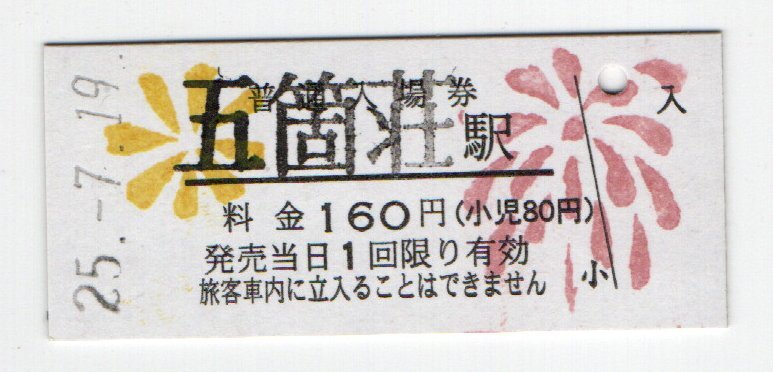 25.-7.19
普通入場券
五箇荘駅
料金160円(小児80円)
発売当日1回限り有効
旅客車内に立入ることはできません
入
小